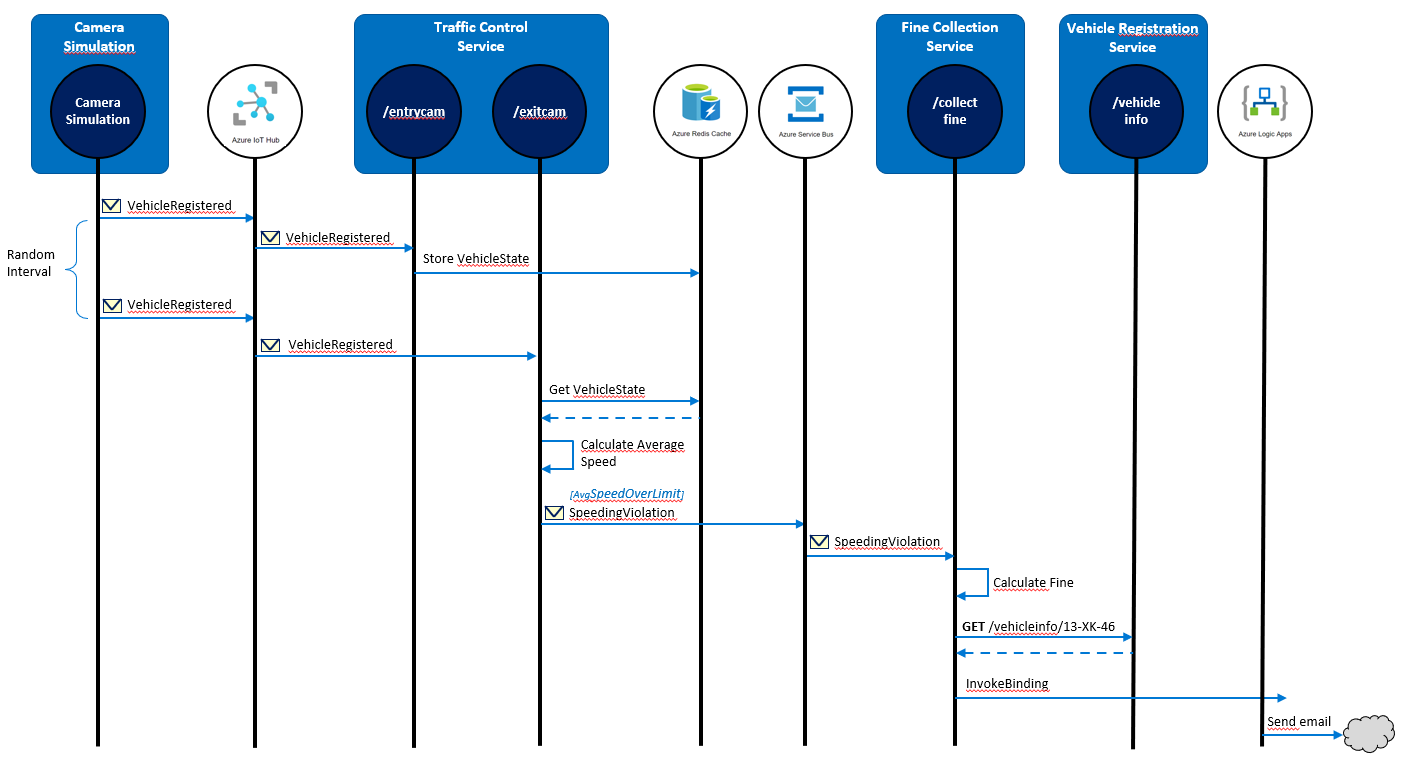 Camera
Simulation
Traffic Control
Service
Fine Collection
Service
Vehicle Registration
Service
Camera
Simulation
Azure IoT Hub
/entrycam
/exitcam
Azure Redis Cache
Azure Service Bus
/collect
fine
/vehicle
info
Azure Logic Apps
VehicleRegistered
VehicleRegistered
Store VehicleState
Random
Interval
VehicleRegistered
VehicleRegistered
Get VehicleState
Calculate Average
Speed
[AvgSpeedOverLimit]
SpeedingViolation
SpeedingViolation
Calculate Fine
GET /vehicleinfo/13-XK-46
InvokeBinding
Send email